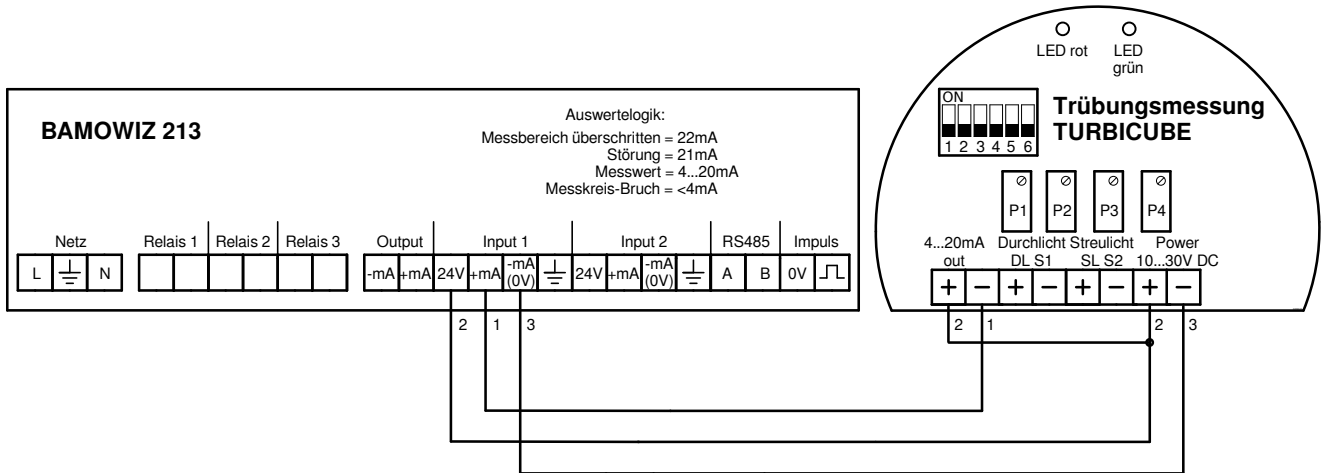 LED rot
LED
grün
BAMOWIZ 213
Auswertelogik:
Messbereich überschritten = 22mA
Störung = 21mA
Messwert = 4...20mA
Messkreis-Bruch = <4mA
ON
1 2 3 4 5 6
Trübungsmessung
TURBICUBE
P1 P2 P3 P4
Netz Relais 1 Relais 2 Relais 3 Output Input 1 Input 2 RS485 Impuls
L N -mA +mA 24V +mA -mA (0V) 24V +mA -mA (0V) A B 0V
2 1 3
4...20mA Durchlicht Streulicht Power
out DL S1 SL S2 10...30V DC
+ − + − + − + −
2 1 2 3